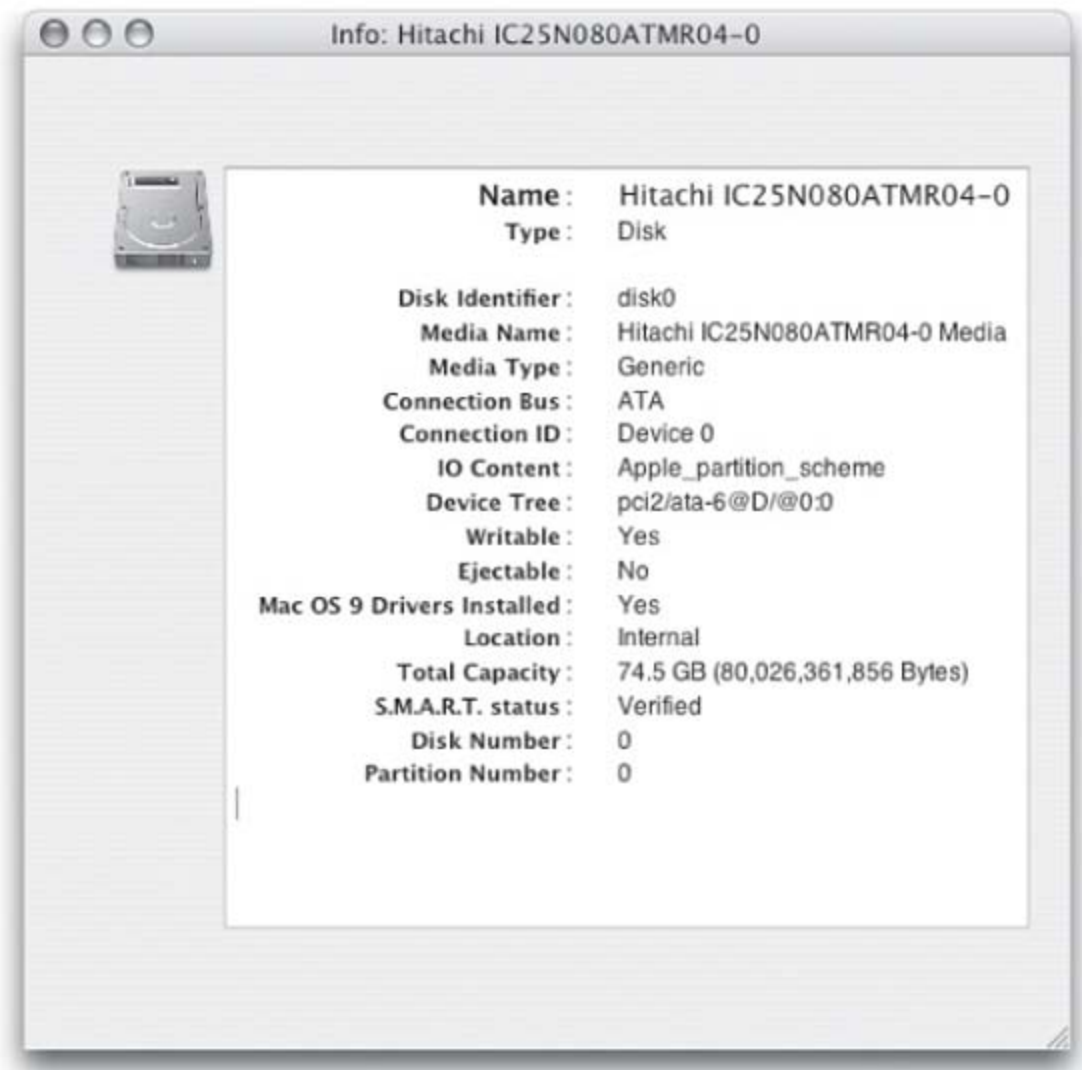 Info: Hitachi IC25N080ATMR04-0
Name : Hitachi IC25N080ATMR04-0
Type : Disk
Disk Identifier : disk0
Media Name : Hitachi IC25N080ATMR04-0 Media
Media Type : Generic
Connection Bus : ATA
Connection ID : Device 0
IO Content : Apple_partition_scheme
Device Tree : pci2/ata-6@D/@0:0
Writable : Yes
Ejectable : No
Mac OS 9 Drivers Installed : Yes
Location : Internal
Total Capacity : 74.5 GB (80,026,361,856 Bytes)
S.M.A.R.T. status : Verified
Disk Number : 0
Partition Number : 0